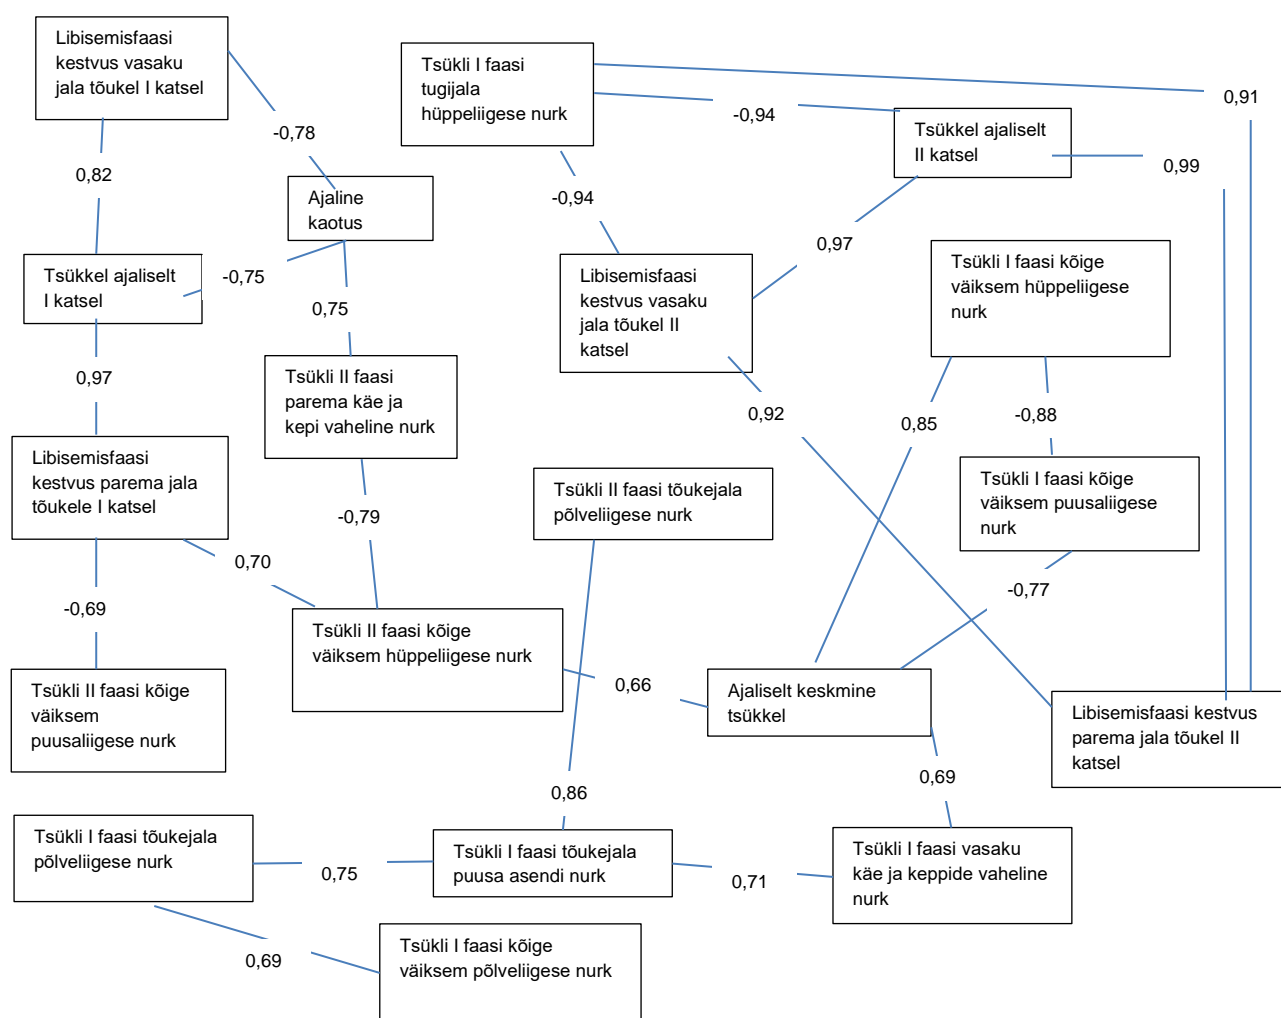 Libisemisfaasi
kestvus vasaku
jala tõukel I katsel
-0,78
0,82
Ajaline
kaotus
-0,75
Tsükkel ajaliselt
I katsel
0,75
0,97
Tsükli II faasi
parema käe ja
kepi vaheline nurk
Libisemisfaasi
kestvus parema jala
tõukele I katsel
-0,79
0,70
-0,69
Tsükli II faasi kõige
väiksem hüppeliigese nurk
Tsükli II faasi kõige
väiksem
puusaliigese nurk
0,66
Tsükli I faasi
tugijala
hüppeliigese nurk
-0,94
0,91
Tsükkel ajaliselt
II katsel
0,99
-0,94
0,97
Libisemisfaasi
kestvus vasaku
jala tõukel II
katsel
Tsükli I faasi kõige
väiksem hüppeliigese
nurk
0,92
0,85
-0,88
Tsükli II faasi tõukejala
põlveliigese nurk
Tsükli I faasi kõige
väiksem puusaliigese
nurk
-0,77
Ajaliselt keskmine
tsükkel
Libisemisfaasi kestvus
parema jala tõukel II
katsel
0,86
0,69
Tsükli I faasi tõukejala
põlveliigese nurk
0,75
Tsükli I faasi tõukejala
puusa asendi nurk
0,71
Tsükli I faasi vasaku
käe ja keppide vaheline
nurk
0,69
Tsükli I faasi kõige
väiksem põlveliigese nurk